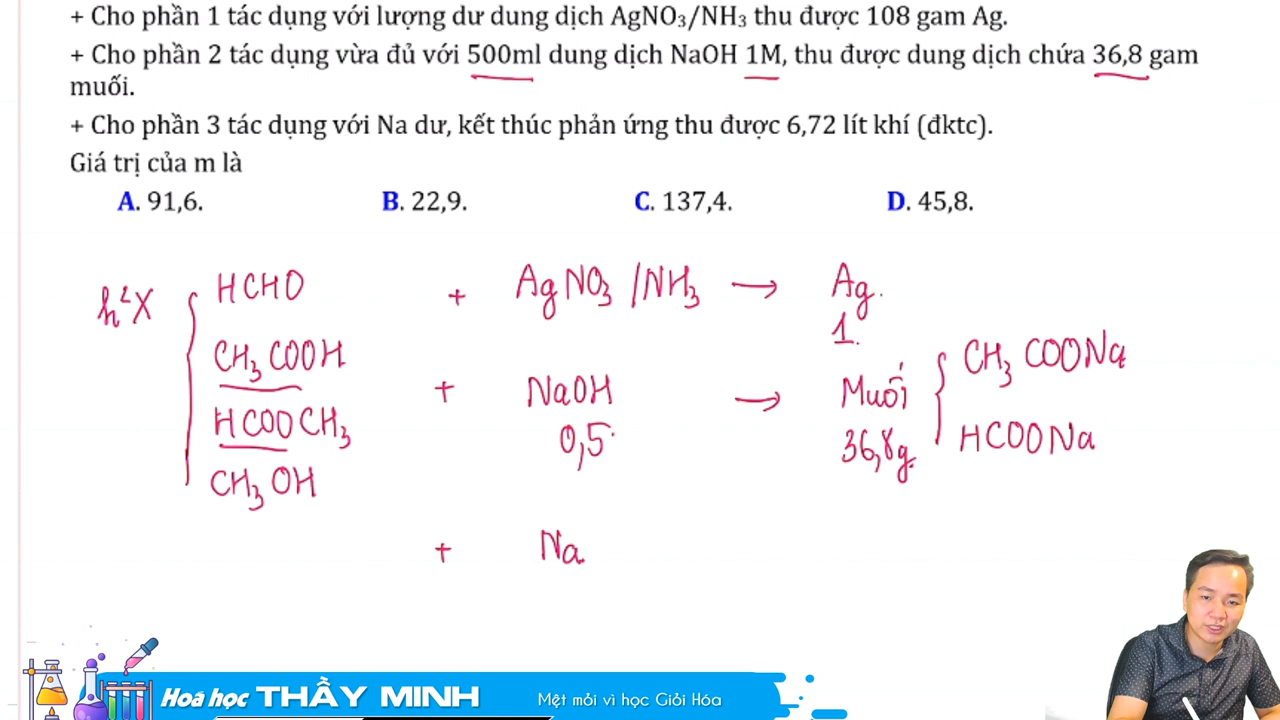 + Cho phần 1 tác dụng với lượng dư dung dịch AgNO₃/NH₃ thu được 108 gam Ag.
+ Cho phần 2 tác dụng vừa đủ với 500ml dung dịch NaOH 1M, thu được dung dịch chứa 36,8 gam
muối.
+ Cho phần 3 tác dụng với Na dư, kết thúc phản ứng thu được 6,72 lít khí (đktc).
Giá trị của m là
A. 91,6. B. 22,9. C. 137,4. D. 45,8.
HCHO + AgNO₃/NH₃ → Ag.
h²X
1.
CH₃COOH
CH₃COONa
+ NaOH → Muối
HCOOCH₃
0,5
36,8g.
HCOONa
CH₃OH
+ Na
Hoá học THẦY MINH Mệt mỏi vì học Giỏi Hóa